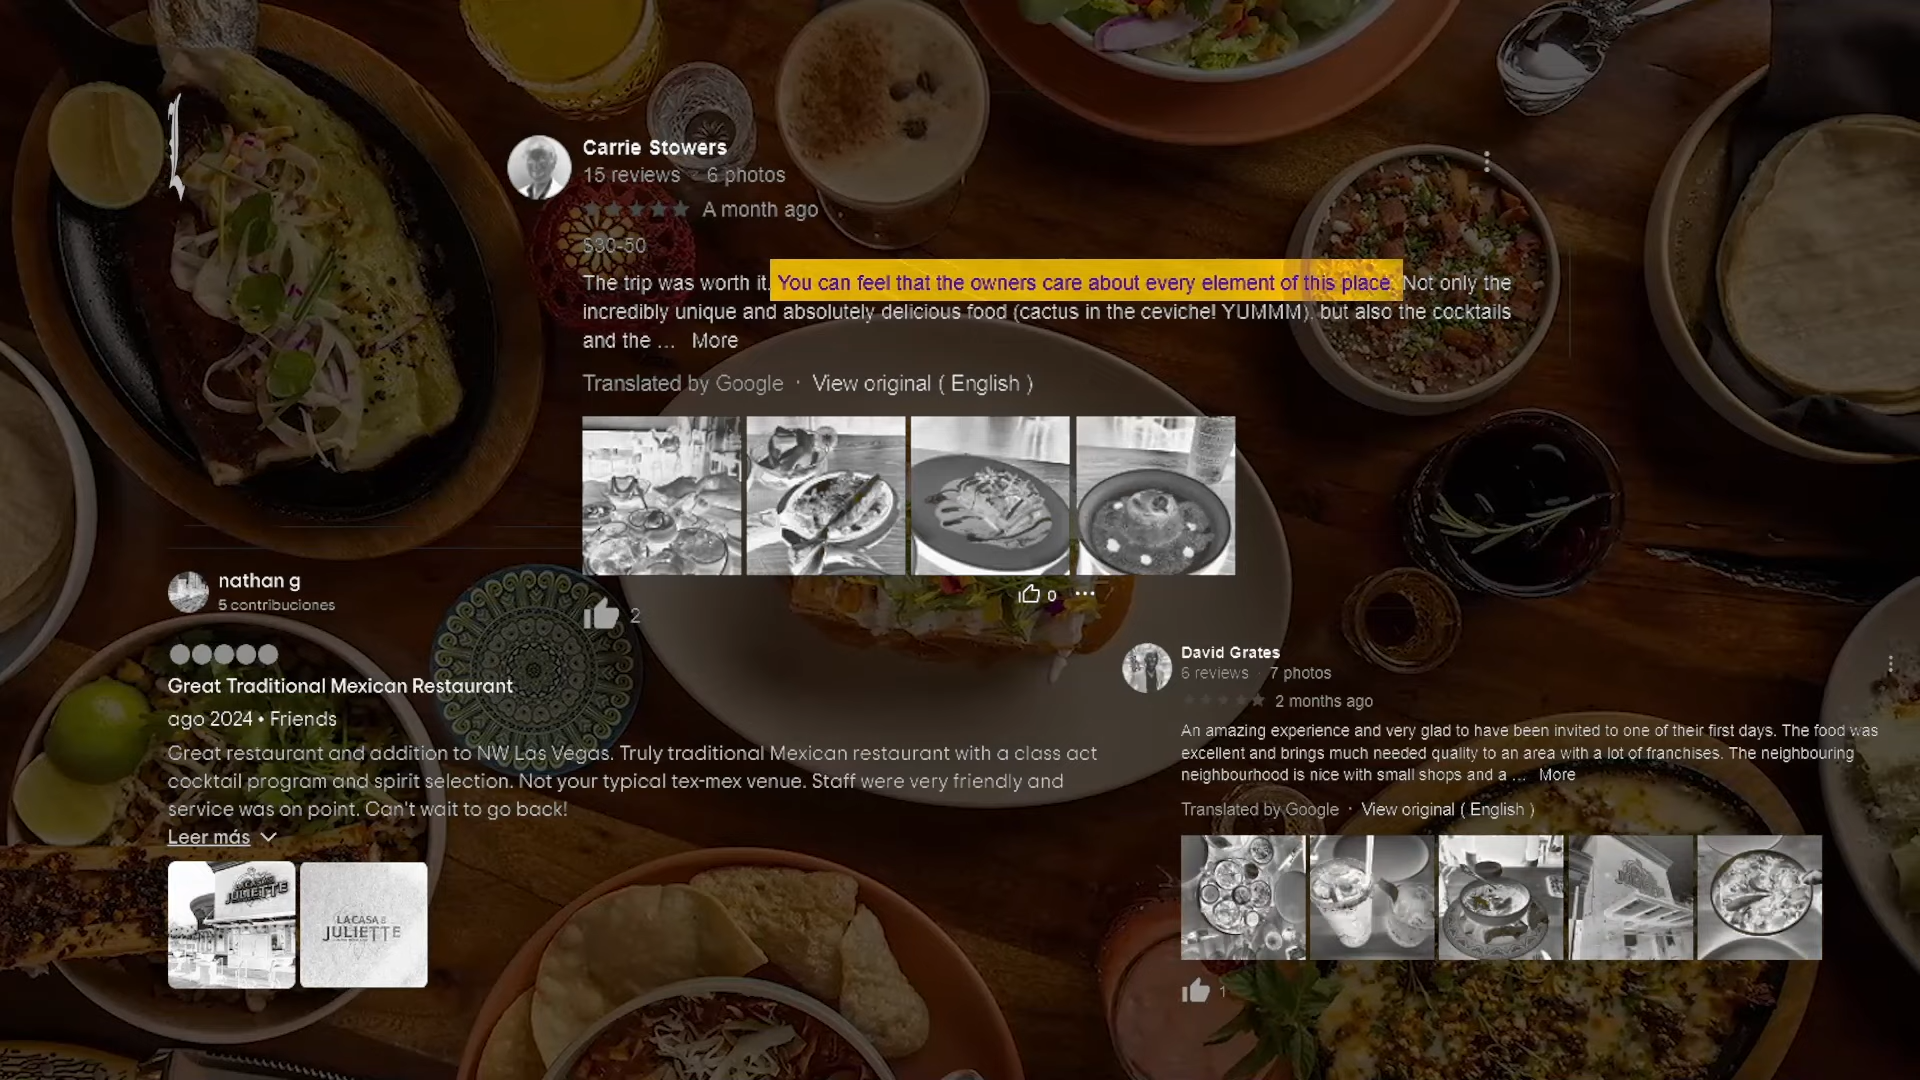 Carrie Stowers
15 reviews · 6 photos
A month ago
$30-50
The trip was worth it. You can feel that the owners care about every element of this place. Not only the
incredibly unique and absolutely delicious food (cactus in the ceviche! YUMMM), but also the cocktails
and the ... More
Translated by Google · View original ( English )
0
2
nathan g
5 contribuciones
Great Traditional Mexican Restaurant
ago 2024 • Friends
Great restaurant and addition to NW Las Vegas. Truly traditional Mexican restaurant with a class act
cocktail program and spirit selection. Not your typical tex-mex venue. Staff were very friendly and
service was on point. Can't wait to go back!
Leer más
JULIETTE
LA CASA DE
JULIETTE
David Grates
6 reviews · 7 photos
2 months ago
An amazing experience and very glad to have been invited to one of their first days. The food was
excellent and brings much needed quality to an area with a lot of franchises. The neighbouring
neighbourhood is nice with small shops and a ... More
Translated by Google · View original ( English )
1